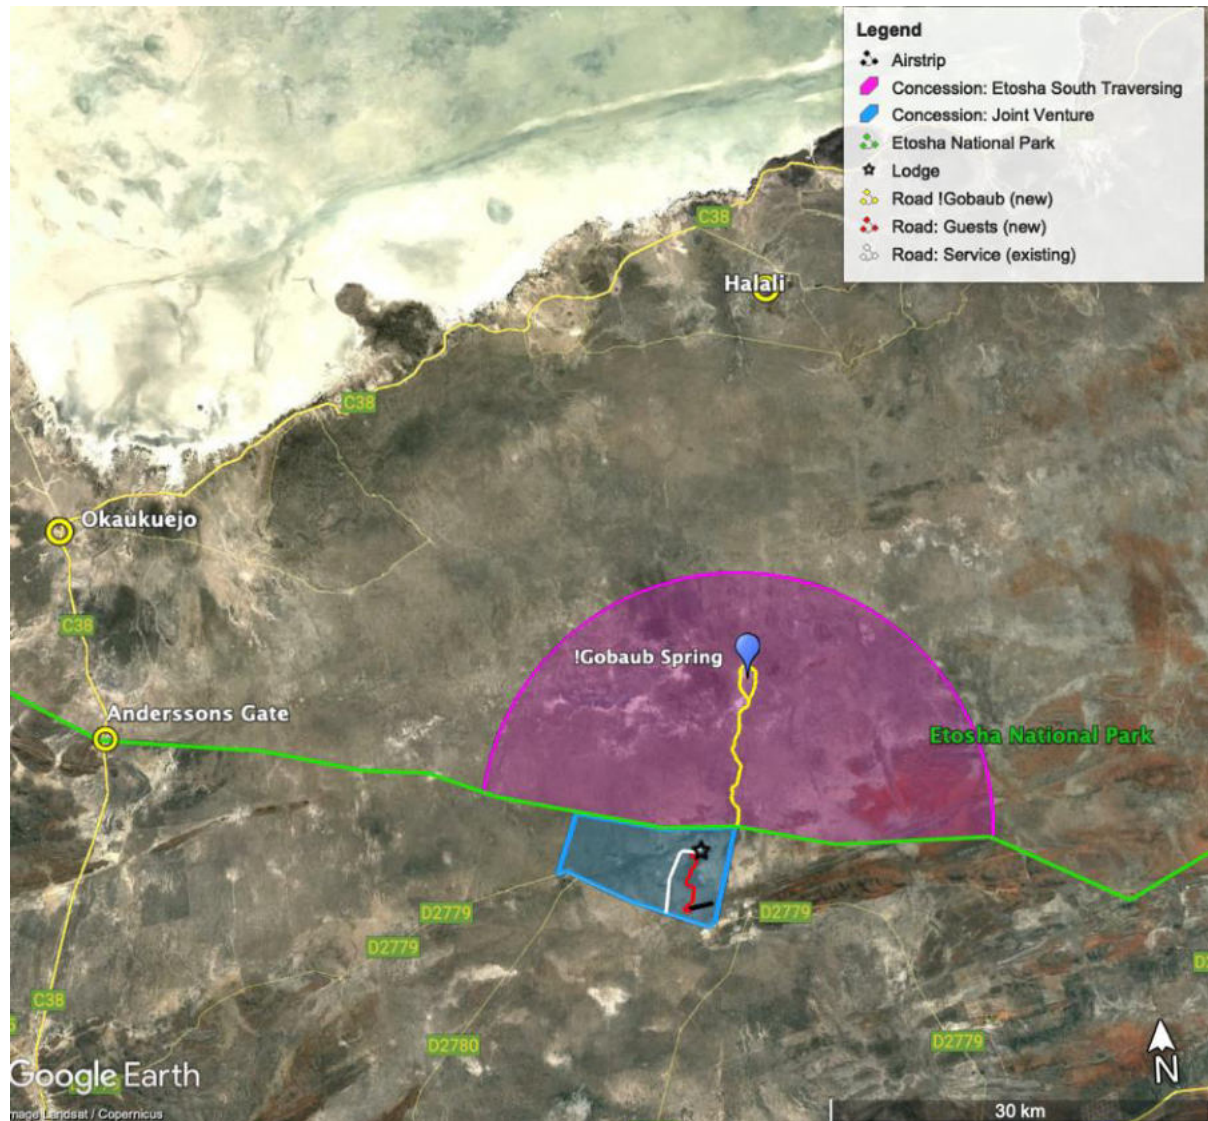 Legend
Airstrip
Concession: Etosha South Traversing
Concession: Joint Venture
Etosha National Park
Lodge
Road !Gobaub (new)
Road: Guests (new)
Road: Service (existing)
C38
Halali
C38
Okaukuejo
C38
!Gobaub Spring
Anderssons Gate
Etosha National Park
D2779
D2779
D2779
C38
D2780
D2779
N
Google Earth
Landsat / Copernicus
30 km